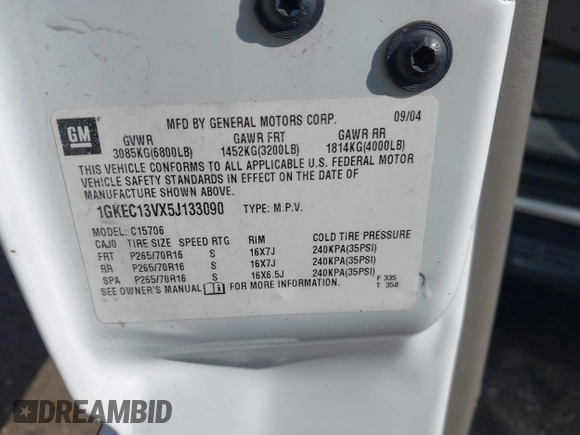 GM
MFD BY GENERAL MOTORS CORP. 09/04
GVWR GAWR FRT GAWR RR
3085KG(6800LB) 1452KG(3200LB) 1814KG(4000LB)
THIS VEHICLE CONFORMS TO ALL APPLICABLE U.S. FEDERAL MOTOR
VEHICLE SAFETY STANDARDS IN EFFECT ON THE DATE OF
MANUFACTURE SHOWN ABOVE.
1GKEC13VX5J133090 TYPE: M.P.V.
MODEL: C15706
CAJ0 TIRE SIZE SPEED RTG RIM COLD TIRE PRESSURE
FRT P265/70R16 S 16X7J 240KPA(35PSI)
RR P265/70R16 S 16X7J 240KPA(35PSI)
SPA P265/70R16 S 16X6.5J 240KPA(35PSI)
SEE OWNER'S MANUAL FOR MORE INFORMATION. F 335
T 350
DREAMBID